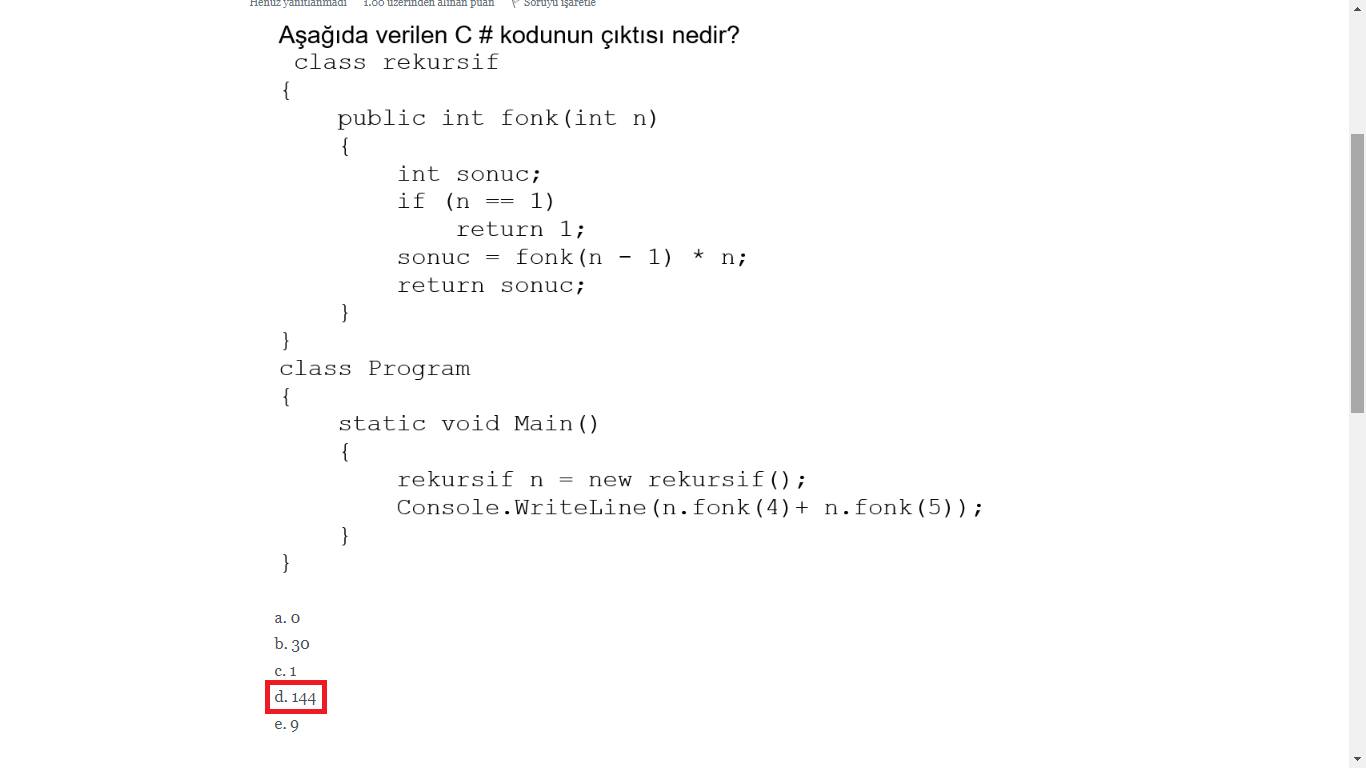 Henüz yanıtlanmadı 1.00 üzerinden alınan puan Soruyu işaretle
Aşağıda verilen C # kodunun çıktısı nedir?
class rekursif
{
public int fonk(int n)
{
int sonuc;
if (n == 1)
return 1;
sonuc = fonk(n - 1) * n;
return sonuc;
}
}
class Program
{
static void Main()
{
rekursif n = new rekursif();
Console.WriteLine(n.fonk(4)+ n.fonk(5));
}
}
a. 0
b. 30
c. 1
d. 144
e. 9